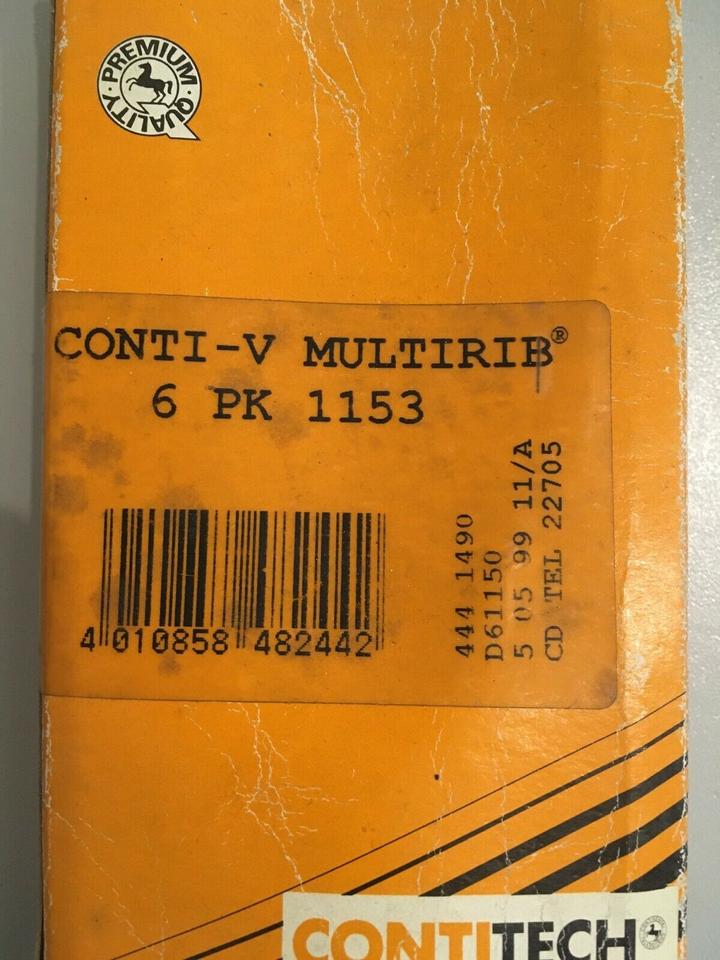 PREMIUM · QUALITY ·
CONTI-V MULTIRIB®
6 PK 1153
4 010858 482442
444 1490
D61150
5 05 99 11/A
CD TEL 22705
CONTITECH